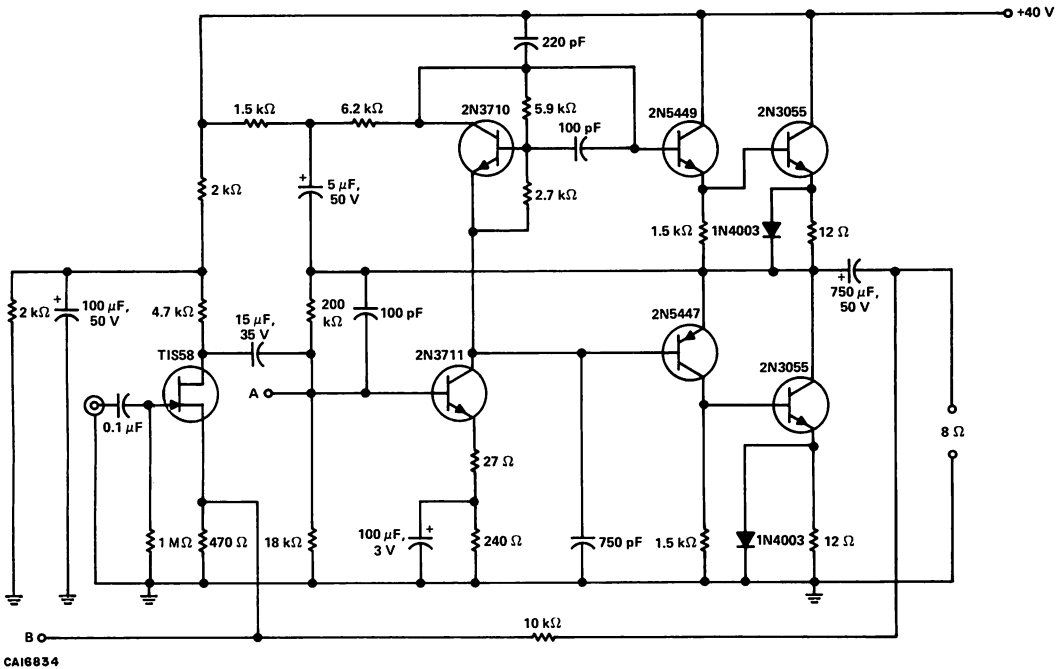 +40 V
220 pF
1.5 kΩ
6.2 kΩ
2N3710
5.9 kΩ
2N5449
2N3055
100 pF
2 kΩ
5 μF,
50 V
2.7 kΩ
1.5 kΩ
1N4003
12 Ω
2 kΩ
100 μF,
50 V
4.7 kΩ
200
kΩ
100 pF
750 μF,
50 V
15 μF,
35 V
2N5447
TIS58
2N3711
2N3055
A
0.1 μF
8 Ω
27 Ω
1 MΩ
470 Ω
18 kΩ
100 μF,
3 V
240 Ω
750 pF
1.5 kΩ
1N4003
12 Ω
10 kΩ
B
CA16834